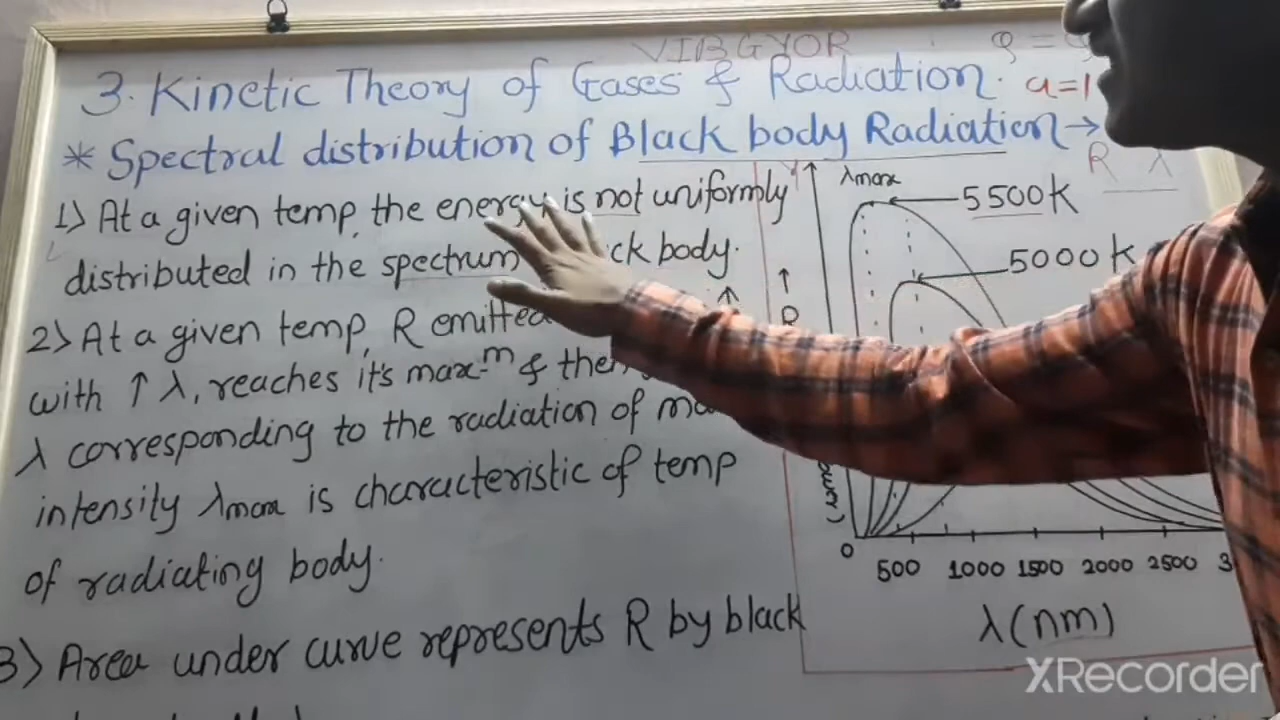 VIBGYOR
3. Kinetic Theory of Gases & Radiation. a=1
* Spectral distribution of Black body Radiation →
R λ
1) At a given temp, the energy is not uniformly
distributed in the spectrum ck body.
2) At a given temp, R emitted
with ↑ λ, reaches it's max-m & then
λ corresponding to the radiation of ma
intensity λmax is characteristic of temp
of radiating body.
3) Area under curve represents R by black
λmax
5500K
5000K
R
0 500 1000 1500 2000 2500 3
λ(nm)
XRecorder